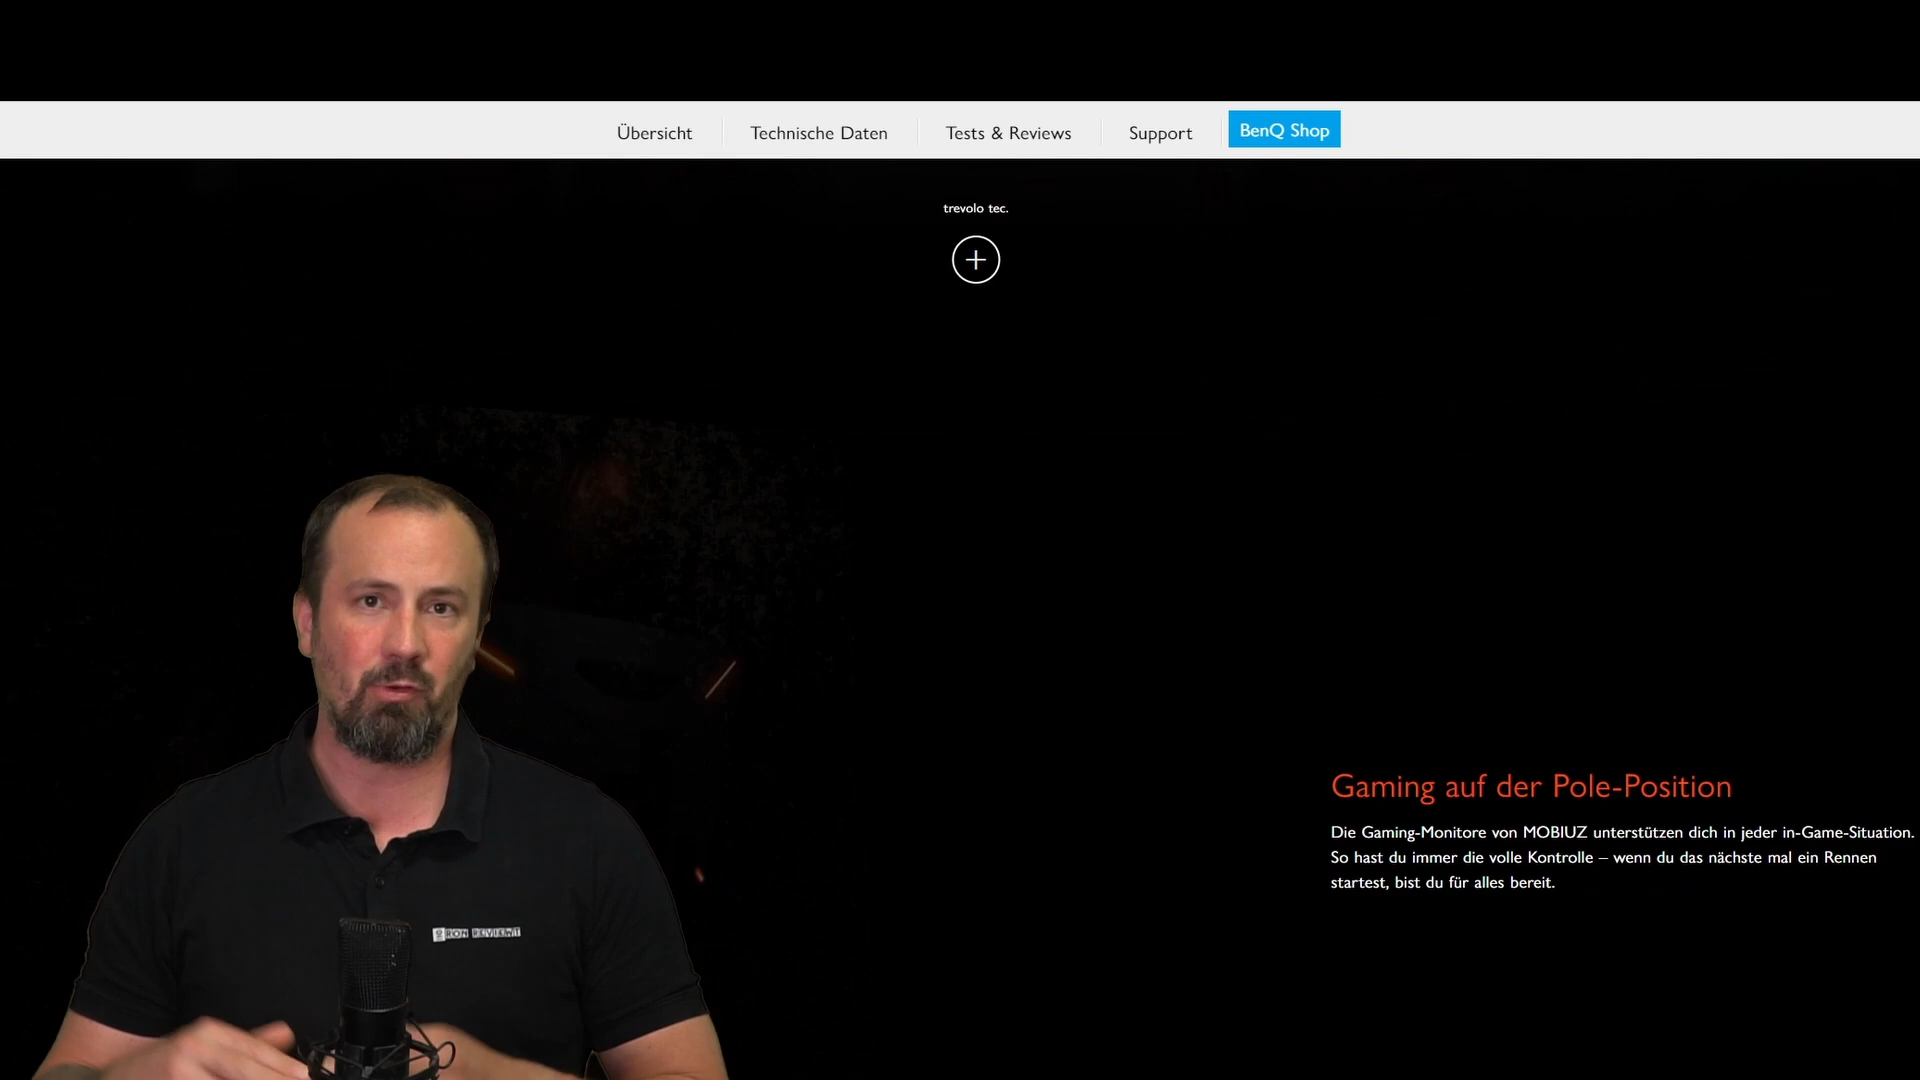 Übersicht
Technische Daten
Tests & Reviews
Support
BenQ Shop
trevolo tec.
Gaming auf der Pole-Position
Die Gaming-Monitore von MOBIUZ unterstützen dich in jeder in-Game-Situation.
So hast du immer die volle Kontrolle – wenn du das nächste mal ein Rennen
startest, bist du für alles bereit.
RON REVIEWT